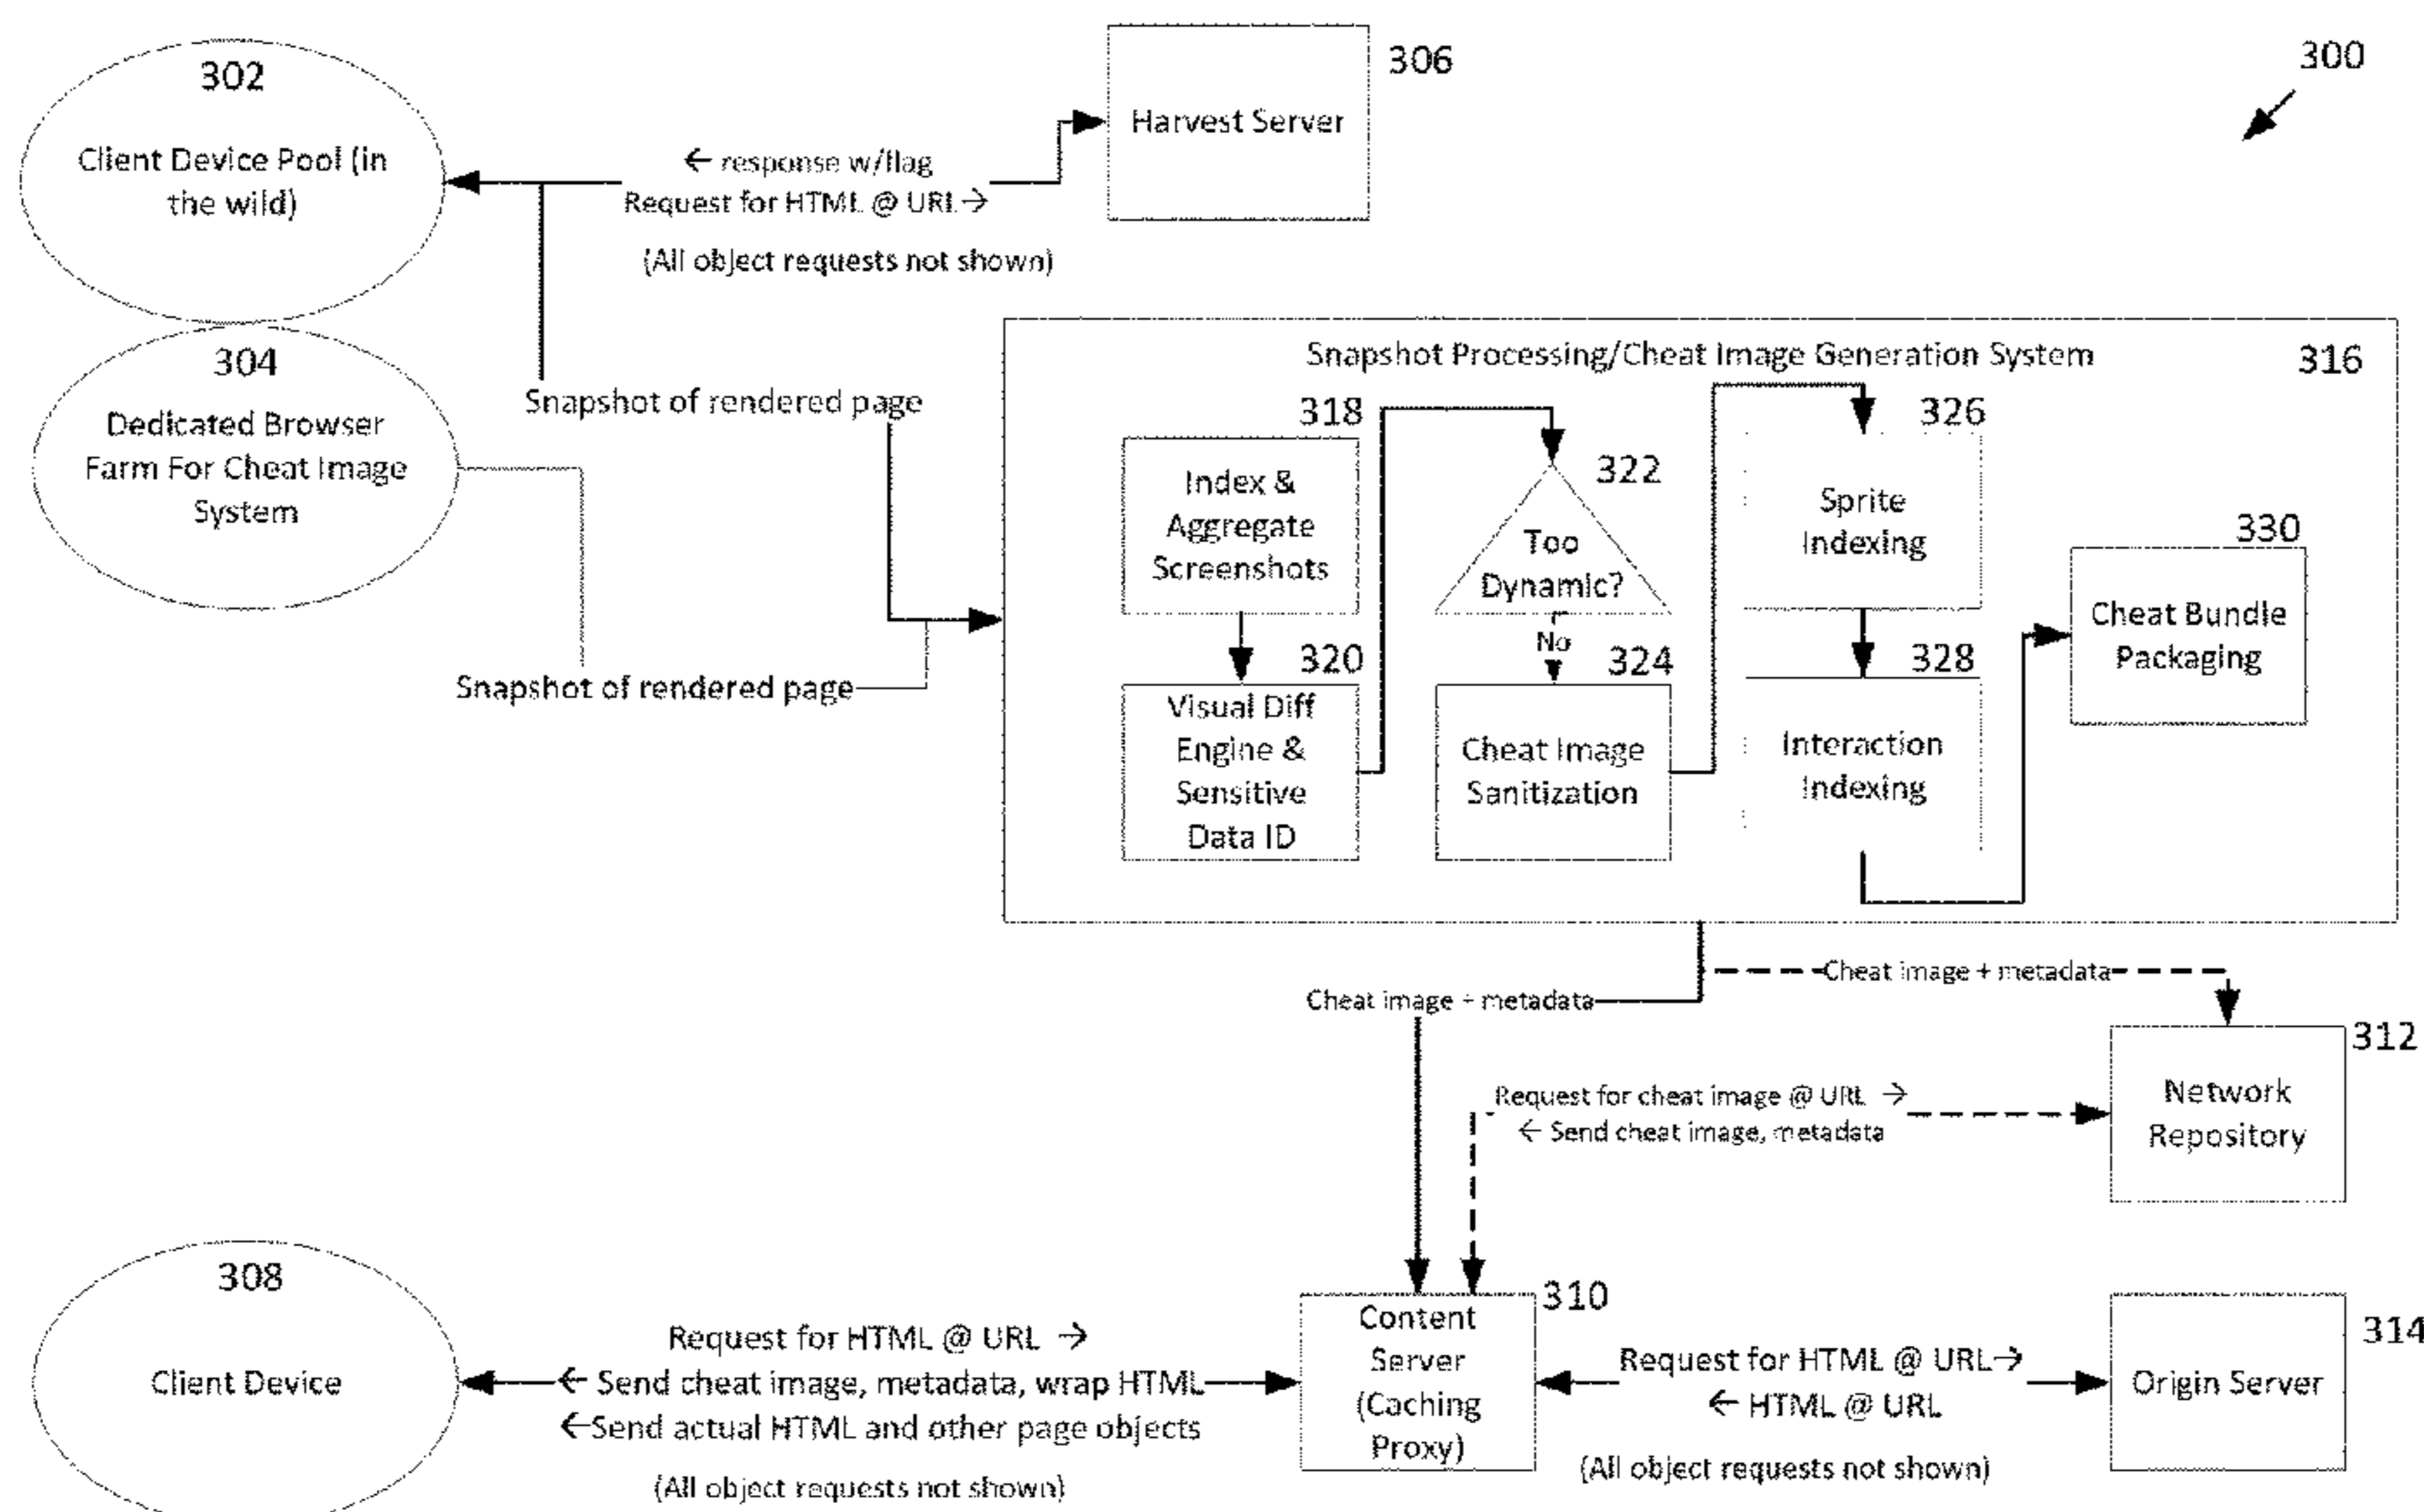 302
Client Device Pool (in
the wild)
← response w/flag
Request for HTML @ URL→
(All object requests not shown)
306
Harvest Server
300
304
Dedicated Browser
Farm For Cheat Image
System
Snapshot of rendered page
Snapshot of rendered page
Snapshot Processing/Cheat Image Generation System
316
318
Index &
Aggregate
Screenshots
320
Visual Diff
Engine &
Sensitive
Data ID
322
Too
Dynamic?
No
324
Cheat Image
Sanitization
326
Sprite
Indexing
328
Interaction
Indexing
330
Cheat Bundle
Packaging
Cheat image + metadata
Cheat image + metadata
312
Network
Repository
Request for cheat image @ URL →
← Send cheat image, metadata
308
Client Device
Request for HTML @ URL →
← Send cheat image, metadata, wrap HTML
←Send actual HTML and other page objects
(All object requests not shown)
310
Content
Server
(Caching
Proxy)
Request for HTML @ URL→
← HTML @ URL
(All object requests not shown)
314
Origin Server